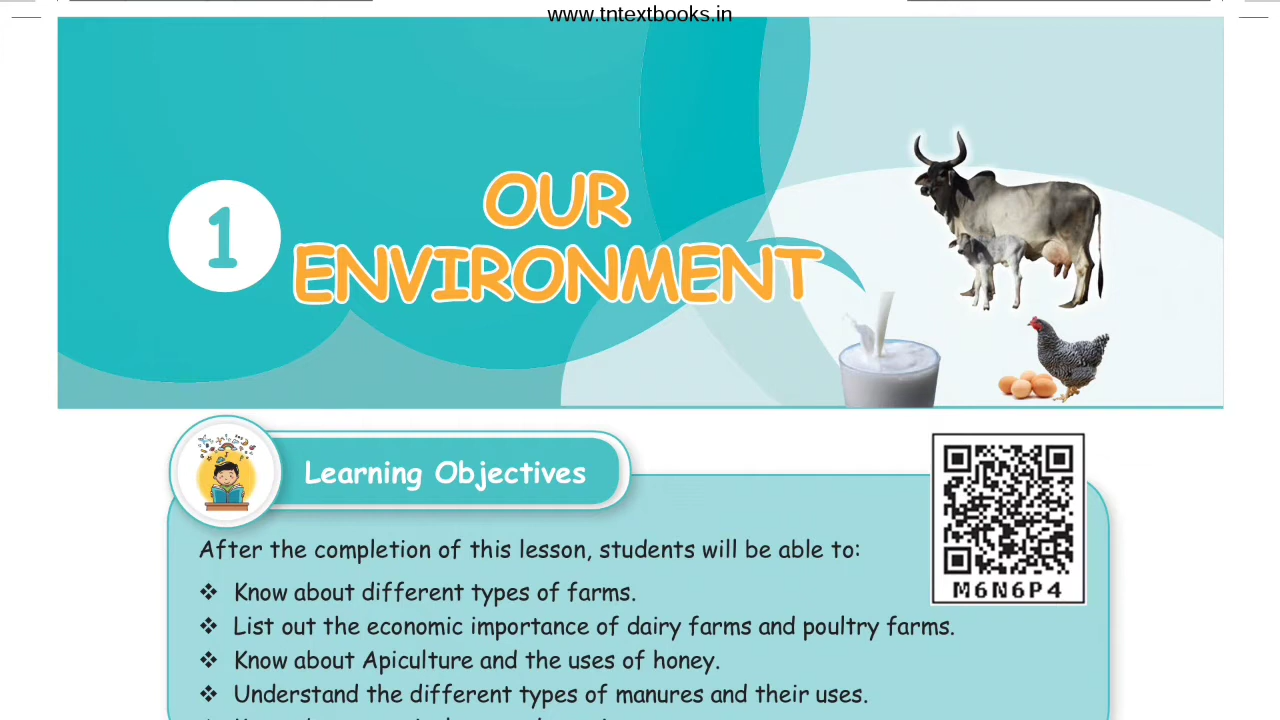 www.tntextbooks.in
1
OUR
ENVIRONMENT
Learning Objectives
M6N6P4
After the completion of this lesson, students will be able to:
❖ Know about different types of farms.
❖ List out the economic importance of dairy farms and poultry farms.
❖ Know about Apiculture and the uses of honey.
❖ Understand the different types of manures and their uses.